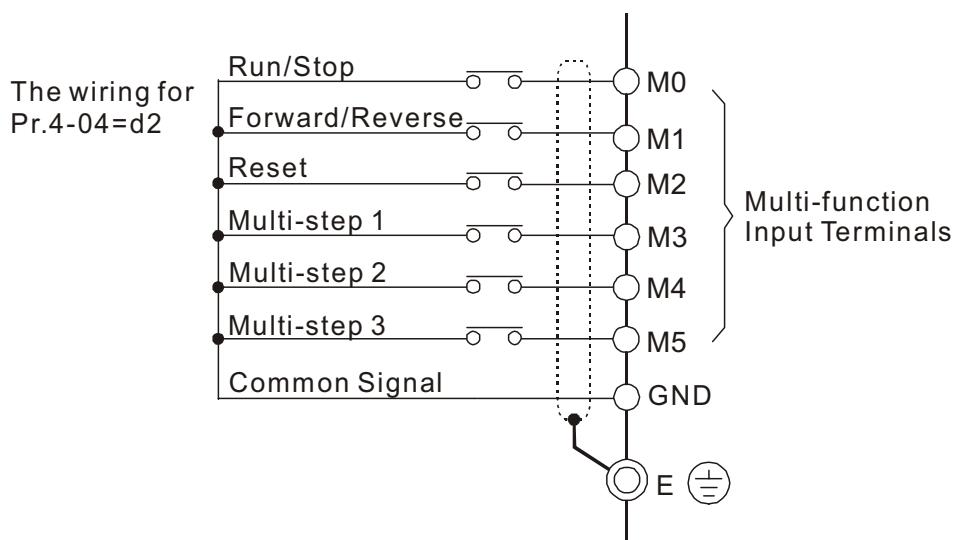 The wiring for
Pr.4-04=d2
Run/Stop
M0
Forward/Reverse
M1
Reset
M2
Multi-step 1
M3
Multi-step 2
M4
Multi-step 3
M5
Common Signal
GND
Multi-function
Input Terminals
E